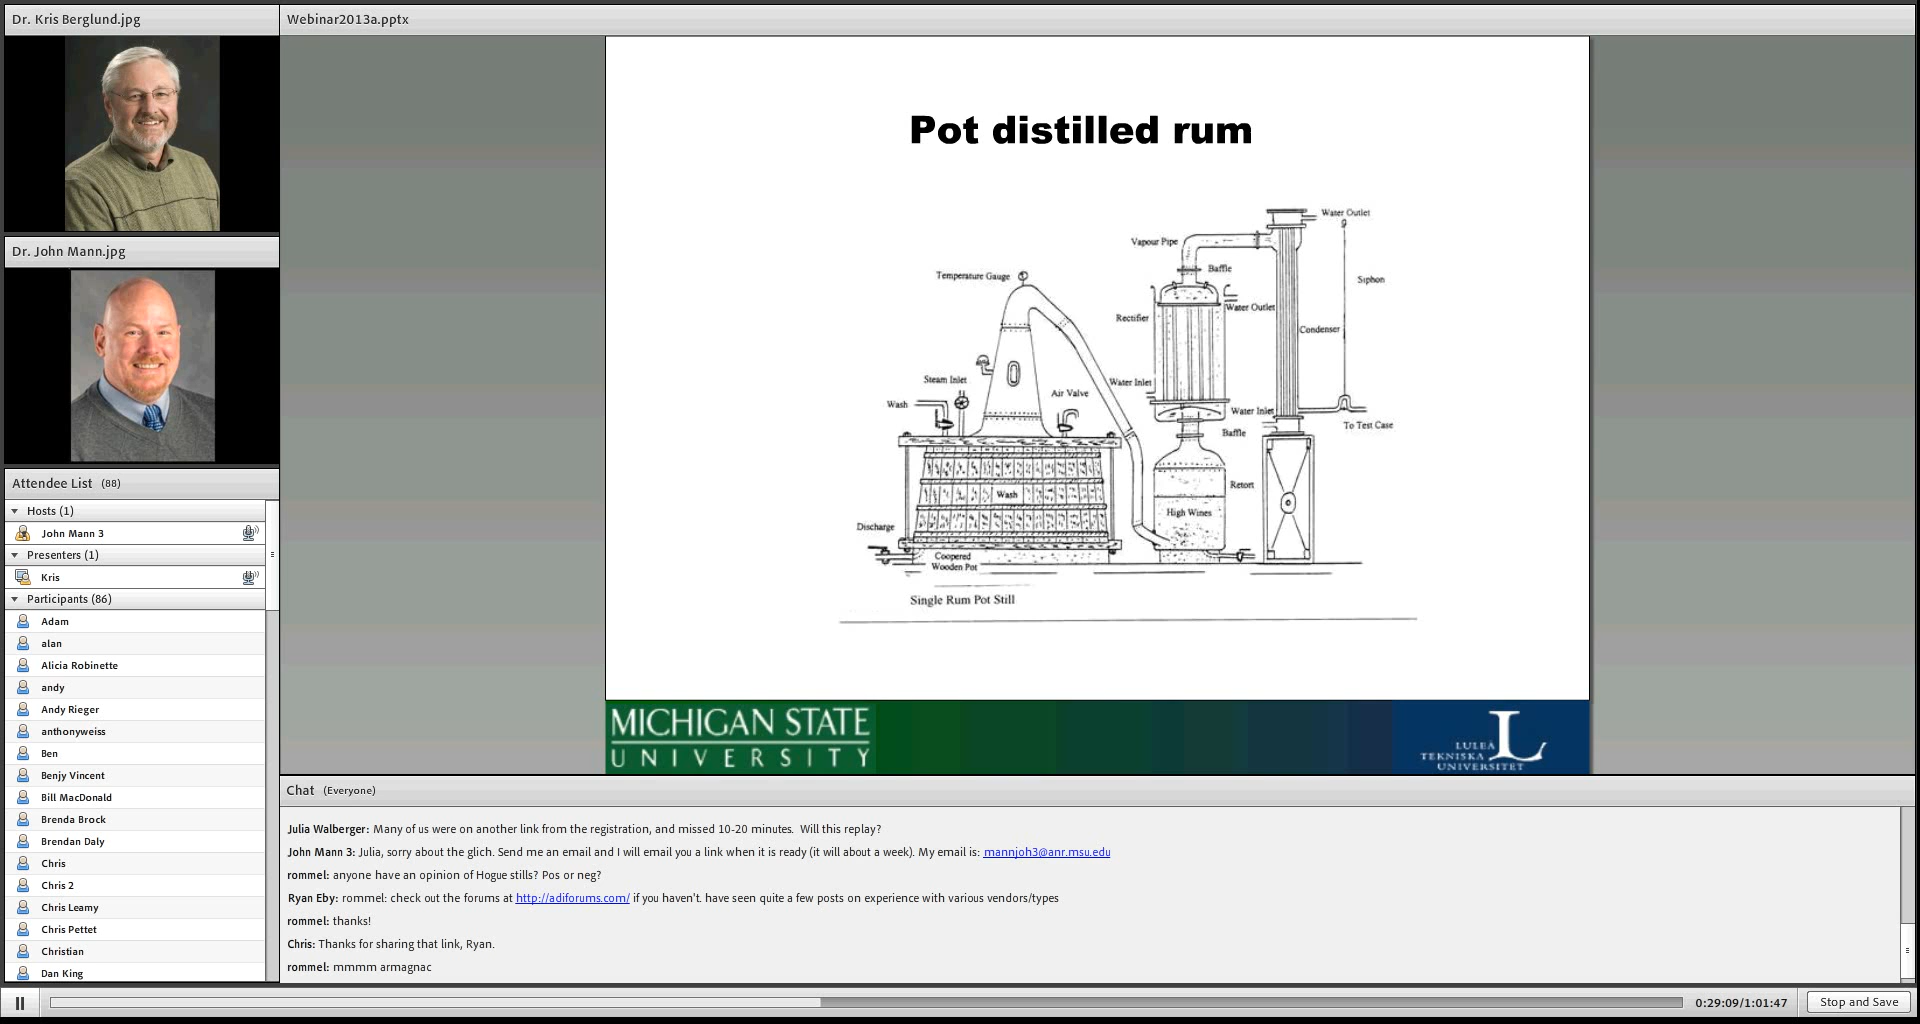 Dr. Kris Berglund.jpg
Dr. John Mann.jpg
Attendee List (88)
Hosts (1)
John Mann 3
Presenters (1)
Kris
Participants (86)
Adam
alan
Alicia Robinette
andy
Andy Rieger
anthonyweiss
Ben
Benjy Vincent
Bill MacDonald
Brenda Brock
Brendan Daly
Chris
Chris 2
Chris Leamy
Chris Pettet
Christian
Dan King
Webinar2013a.pptx
Pot distilled rum
Water Outlet
Vapour Pipe
Baffle
Temperature Gauge
Siphon
Water Outlet
Rectifier
Condenser
Steam Inlet
Water Inlet
Air Valve
Wash
Water Inlet
To Test Case
Baffle
Retort
Wash
High Wines
Discharge
Coopered
Wooden Pot
Single Rum Pot Still
MICHIGAN STATE
UNIVERSITY
L
LULEÅ
TEKNISKA
UNIVERSITET
Chat (Everyone)
Julia Walberger: Many of us were on another link from the registration, and missed 10-20 minutes. Will this replay?
John Mann 3: Julia, sorry about the glich. Send me an email and I will email you a link when it is ready (it will about a week). My email is: mannjoh3@anr.msu.edu
rommel: anyone have an opinion of Hogue stills? Pos or neg?
Ryan Eby: rommel: check out the forums at http://adiforums.com/ if you haven't. have seen quite a few posts on experience with various vendors/types
rommel: thanks!
Chris: Thanks for sharing that link, Ryan.
rommel: mmmm armagnac
0:29:09/1:01:47
Stop and Save